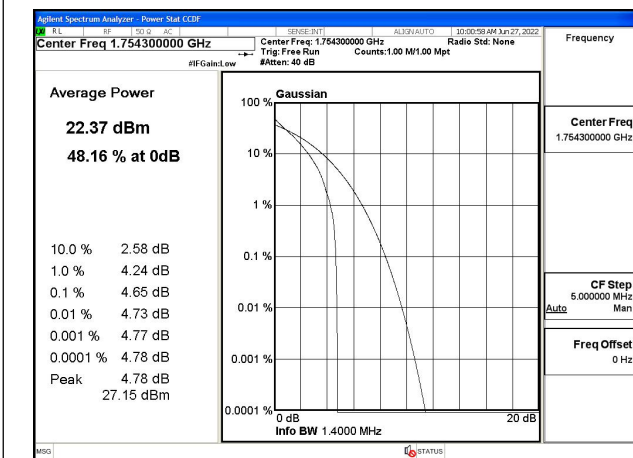 Agilent Spectrum Analyzer - Power Stat CCDF
RL RF 50 Ω AC SENSE:INT ALIGN AUTO 10:00:58 AM Jun 27, 2022
Center Freq 1.754300000 GHz
Center Freq: 1.754300000 GHz Radio Std: None
Trig: Free Run Counts:1.00 M/1.00 Mpt
#IFGain:Low #Atten: 40 dB
Frequency
Average Power
22.37 dBm
48.16 % at 0dB
10.0 % 2.58 dB
1.0 % 4.24 dB
0.1 % 4.65 dB
0.01 % 4.73 dB
0.001 % 4.77 dB
0.0001 % 4.78 dB
Peak 4.78 dB
27.15 dBm
Gaussian
100 %
10 %
1 %
0.1 %
0.01 %
0.001 %
0.0001 %
0 dB 20 dB
Info BW 1.4000 MHz
Center Freq
1.754300000 GHz
CF Step
5.000000 MHz
Auto Man
Freq Offset
0 Hz
MSG STATUS